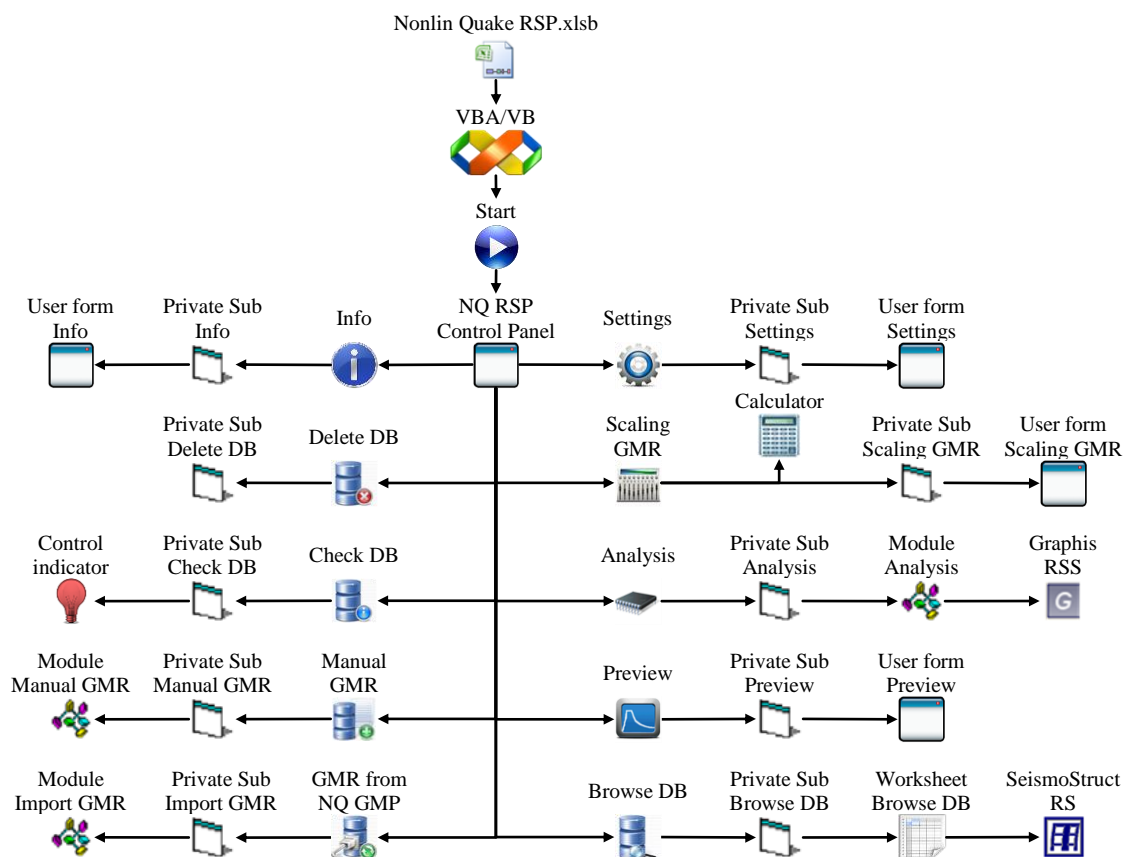 Nonlin Quake RSP.xlsb
VBA/VB
Start
User form
Info
Private Sub
Info
Info
NQ RSP
Control Panel
Settings
Private Sub
Settings
User form
Settings
Private Sub
Delete DB
Delete DB
Scaling
GMR
Calculator
Private Sub
Scaling GMR
User form
Scaling GMR
Control
indicator
Private Sub
Check DB
Check DB
Analysis
Private Sub
Analysis
Module
Analysis
Graphis
RSS
G
Module
Manual GMR
Private Sub
Manual GMR
Manual
GMR
Preview
Private Sub
Preview
User form
Preview
Module
Import GMR
Private Sub
Import GMR
GMR from
NQ GMP
Browse DB
Private Sub
Browse DB
Worksheet
Browse DB
SeismoStruct
RS